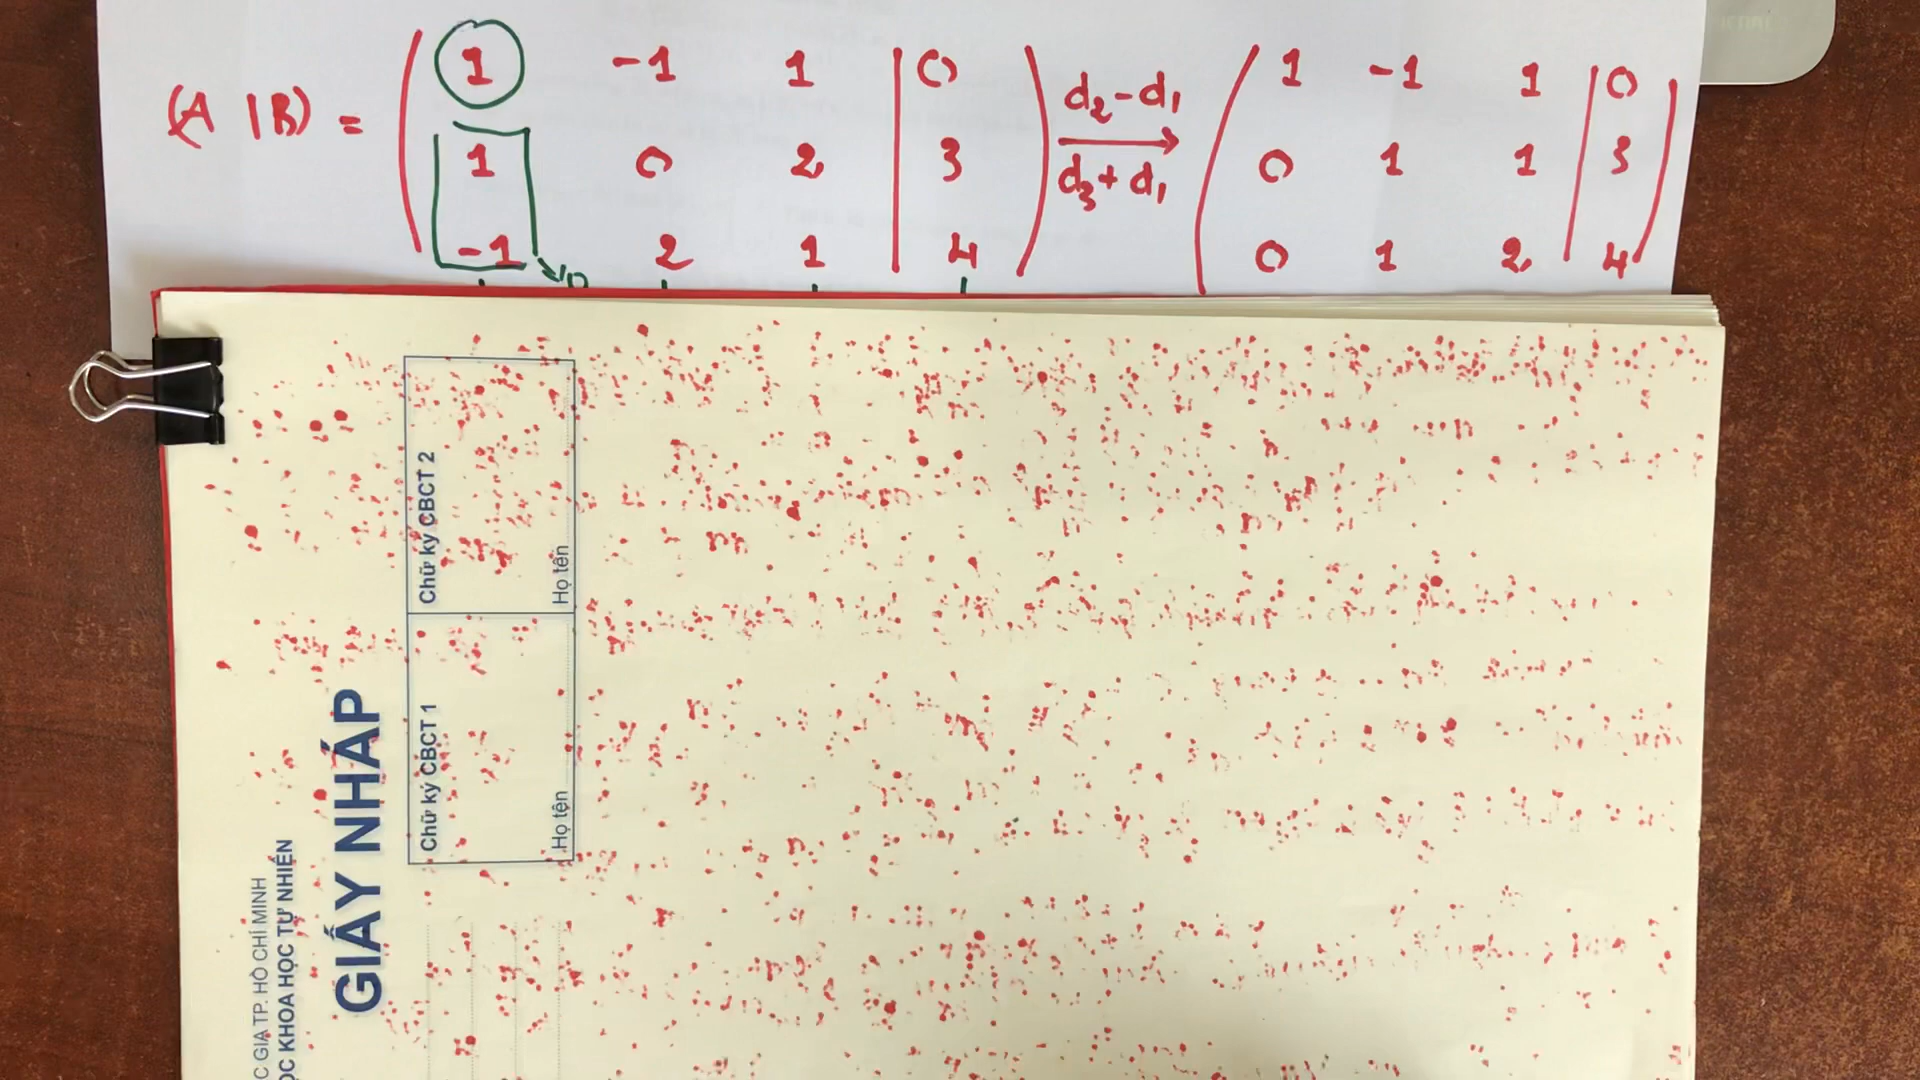 (A | B) = ( 1 -1 1 | 0 ) d₂-d₁ ( 1 -1 1 | 0 )
1 0 2 | 3 d₃+d₁ 0 1 1 | 3
-1 2 1 | 4 0 1 2 | 4
Chữ ký CBCT 2
Họ tên
Chữ ký CBCT 1
Họ tên
GIẤY NHÁP
GIA TP. HỒ CHÍ MINH
KHOA HỌC TỰ NHIÊN